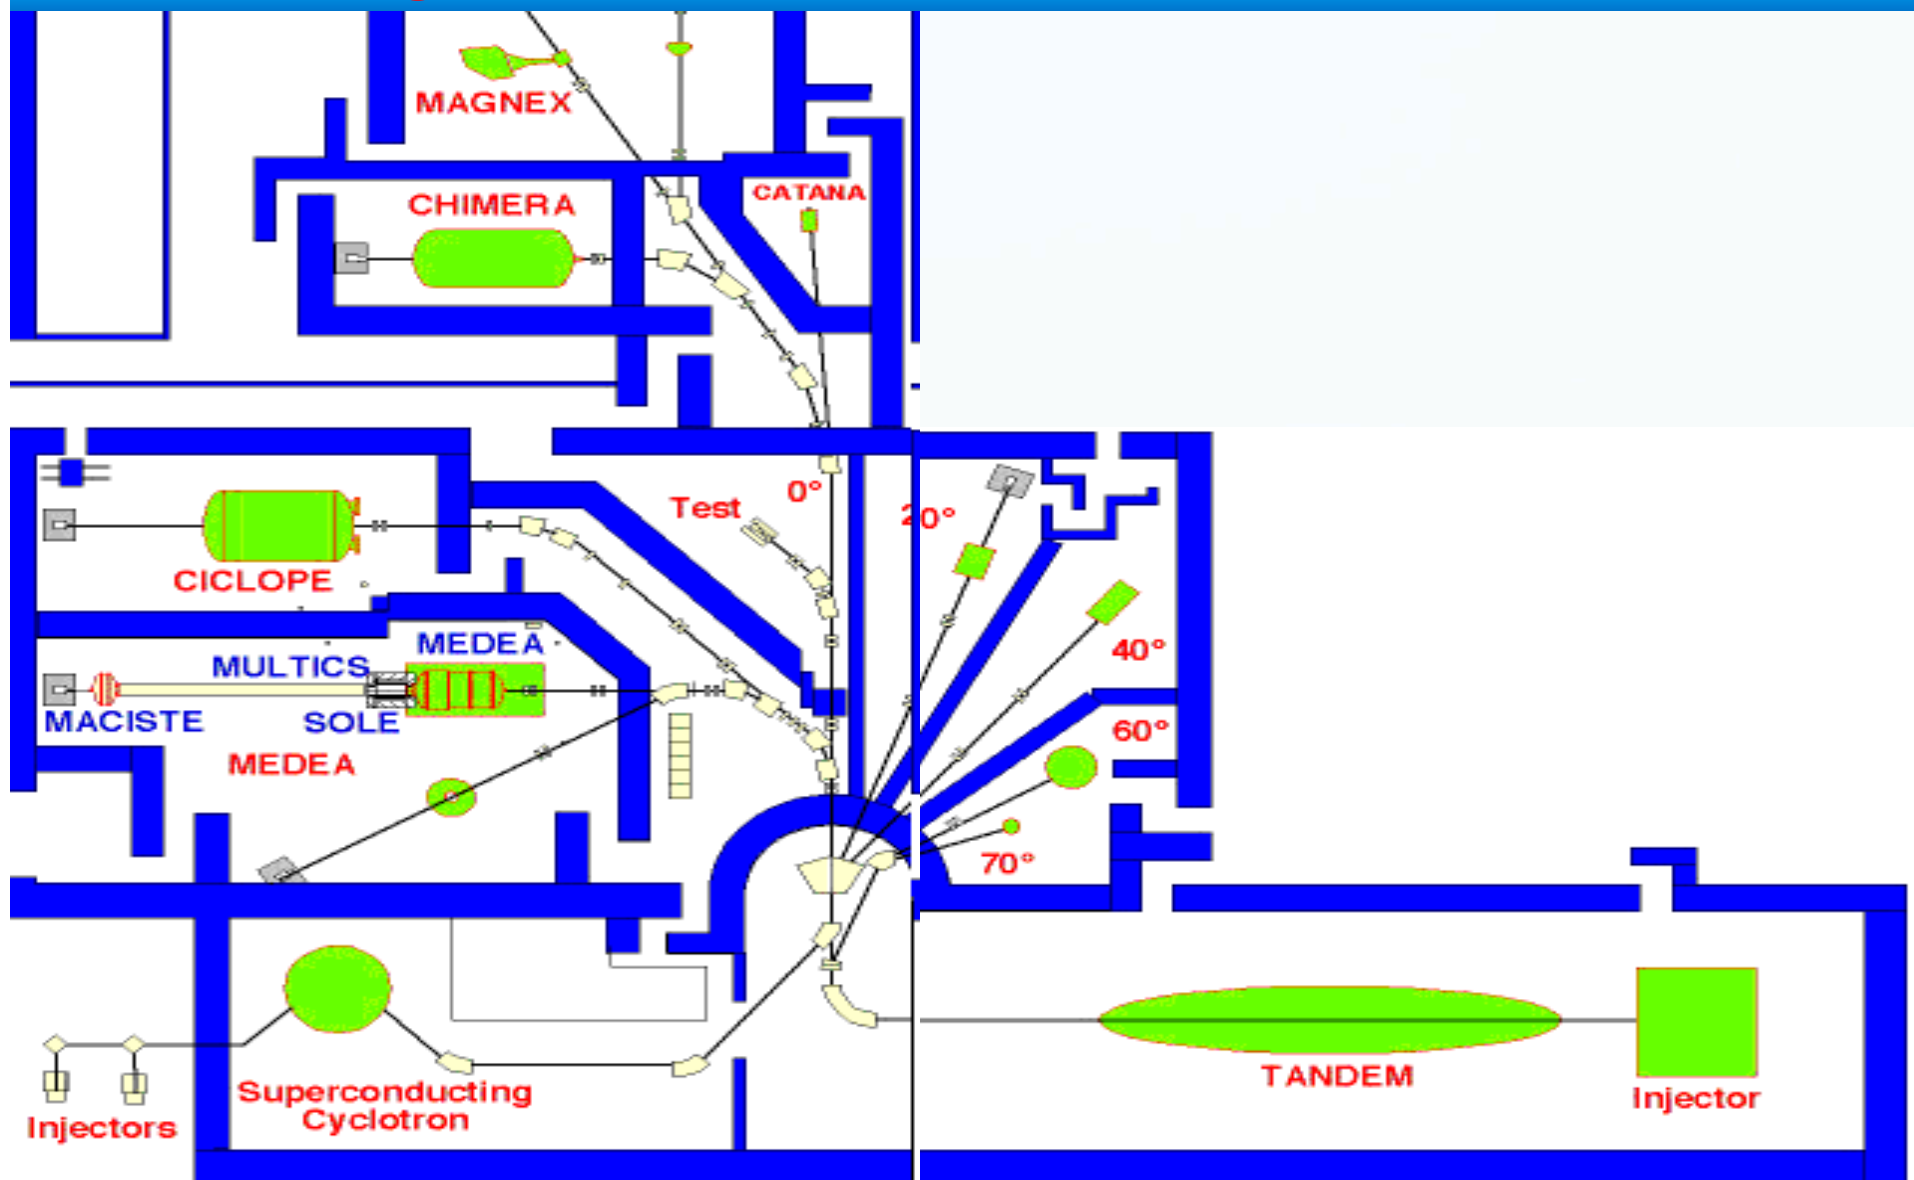 MAGNEX
CATANA
CHIMERA
0°
Test
20°
CICLOPE
MEDEA
40°
MULTICS
MACISTE
SOLE
60°
MEDEA
70°
TANDEM
Superconducting
Cyclotron
Injector
Injectors